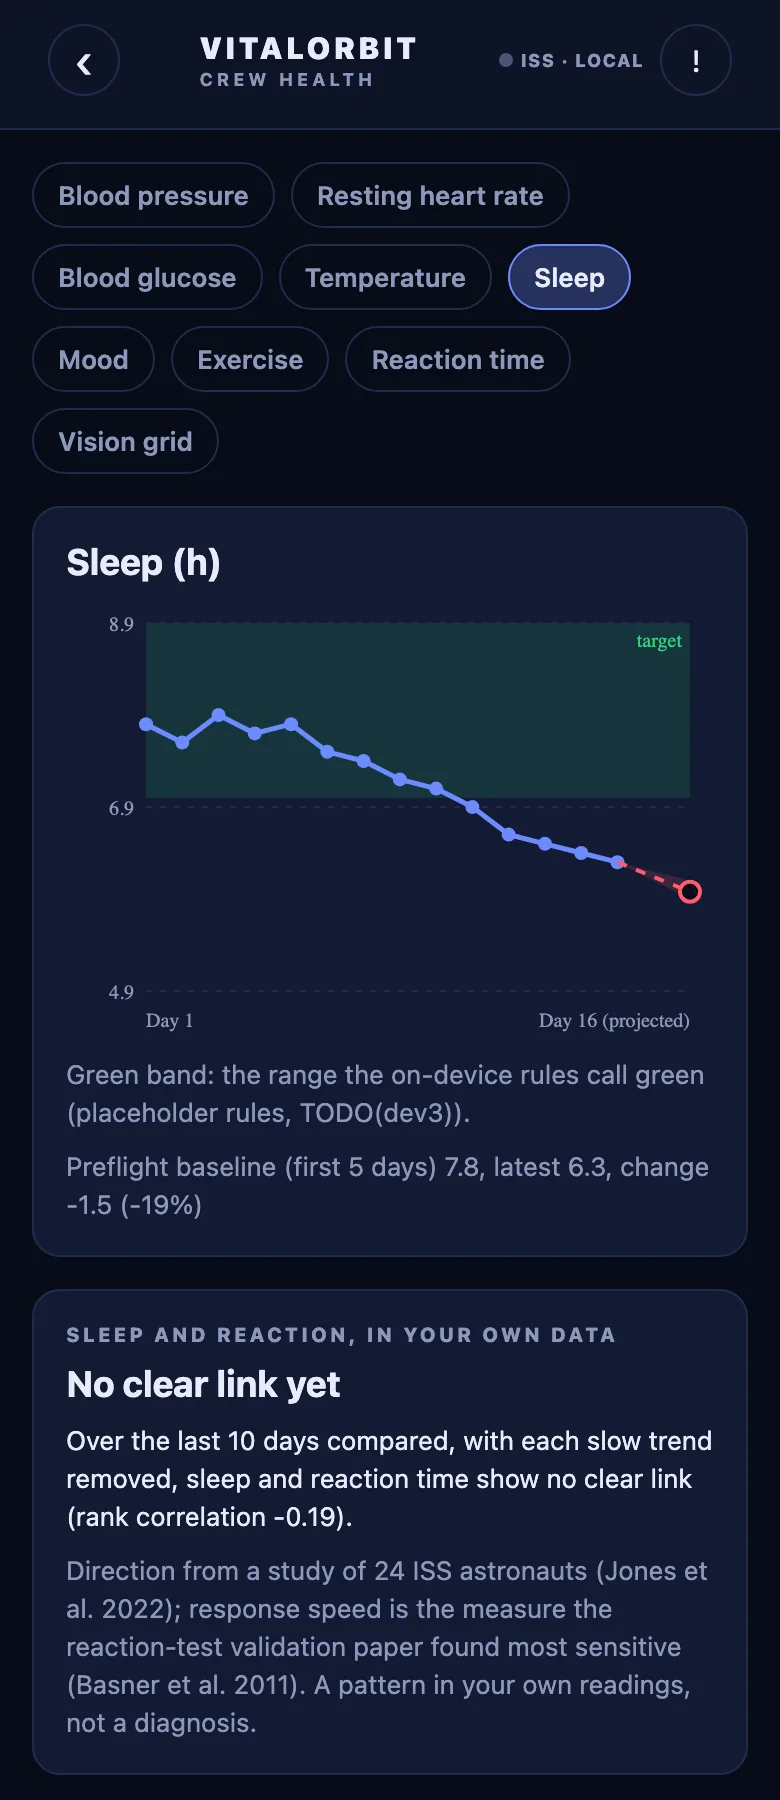 VITALORBIT
CREW HEALTH
ISS · LOCAL
!
Blood pressure
Resting heart rate
Blood glucose
Temperature
Sleep
Mood
Exercise
Reaction time
Vision grid
Sleep (h)
8.9
target
6.9
4.9
Day 1
Day 16 (projected)
Green band: the range the on-device rules call green
(placeholder rules, TODO(dev3)).
Preflight baseline (first 5 days) 7.8, latest 6.3, change
-1.5 (-19%)
SLEEP AND REACTION, IN YOUR OWN DATA
No clear link yet
Over the last 10 days compared, with each slow trend
removed, sleep and reaction time show no clear link
(rank correlation -0.19).
Direction from a study of 24 ISS astronauts (Jones et
al. 2022); response speed is the measure the
reaction-test validation paper found most sensitive
(Basner et al. 2011). A pattern in your own readings,
not a diagnosis.